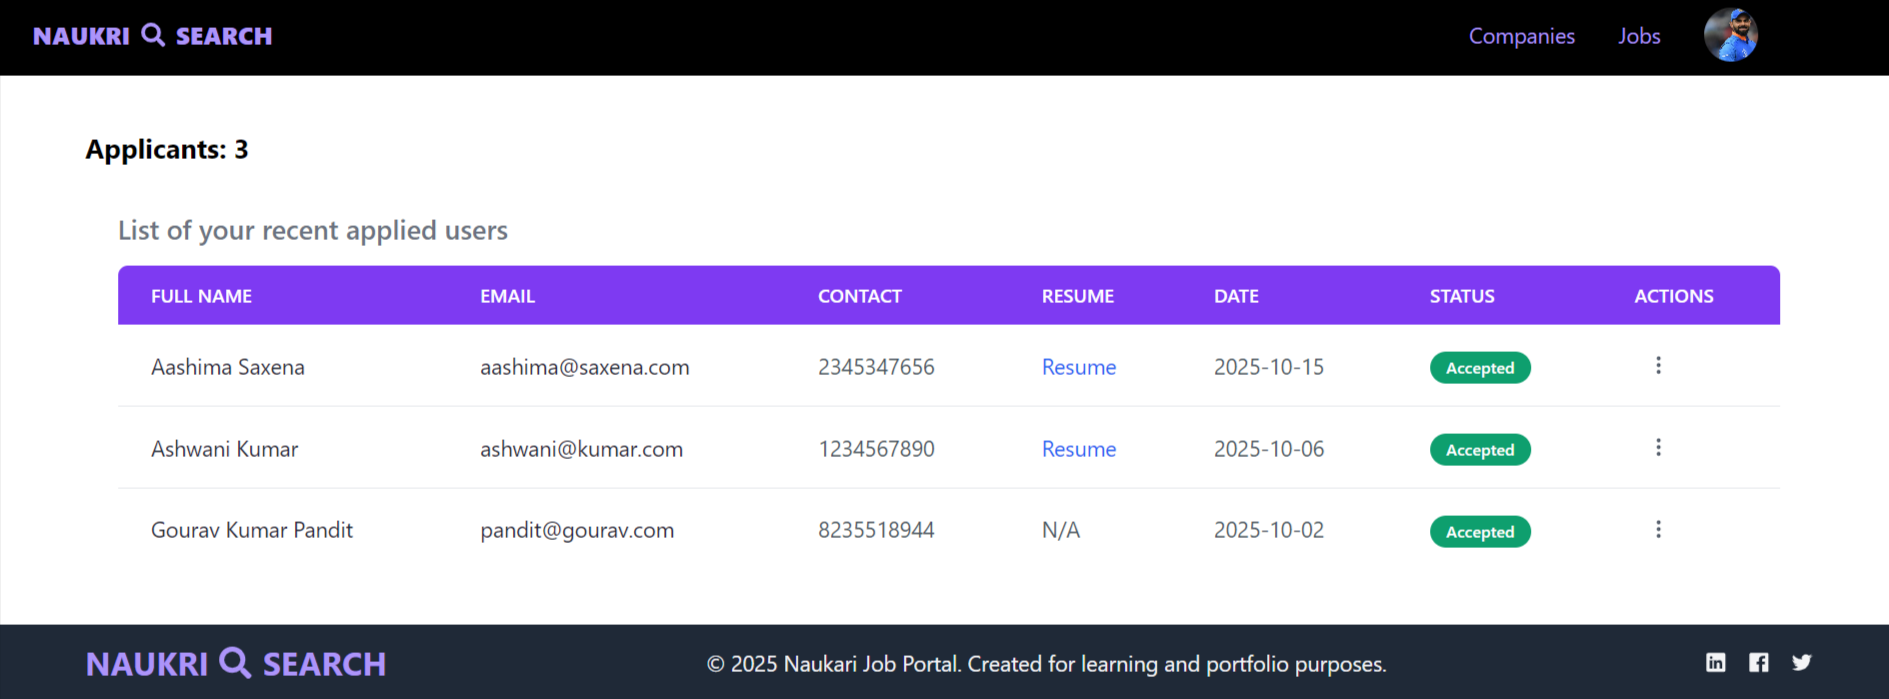 NAUKRI SEARCH Companies Jobs
Applicants: 3
List of your recent applied users
FULL NAME EMAIL CONTACT RESUME DATE STATUS ACTIONS
Aashima Saxena aashima@saxena.com 2345347656 Resume 2025-10-15 Accepted
Ashwani Kumar ashwani@kumar.com 1234567890 Resume 2025-10-06 Accepted
Gourav Kumar Pandit pandit@gourav.com 8235518944 N/A 2025-10-02 Accepted
NAUKRI SEARCH © 2025 Naukari Job Portal. Created for learning and portfolio purposes.